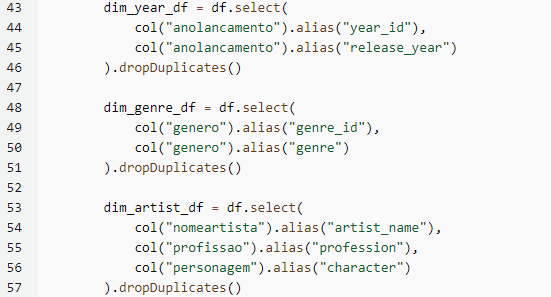 43 dim_year_df = df.select(
44 col("anolancamento").alias("year_id"),
45 col("anolancamento").alias("release_year")
46 ).dropDuplicates()
47
48 dim_genre_df = df.select(
49 col("genero").alias("genre_id"),
50 col("genero").alias("genre")
51 ).dropDuplicates()
52
53 dim_artist_df = df.select(
54 col("nomeartista").alias("artist_name"),
55 col("profissao").alias("profession"),
56 col("personagem").alias("character")
57 ).dropDuplicates()